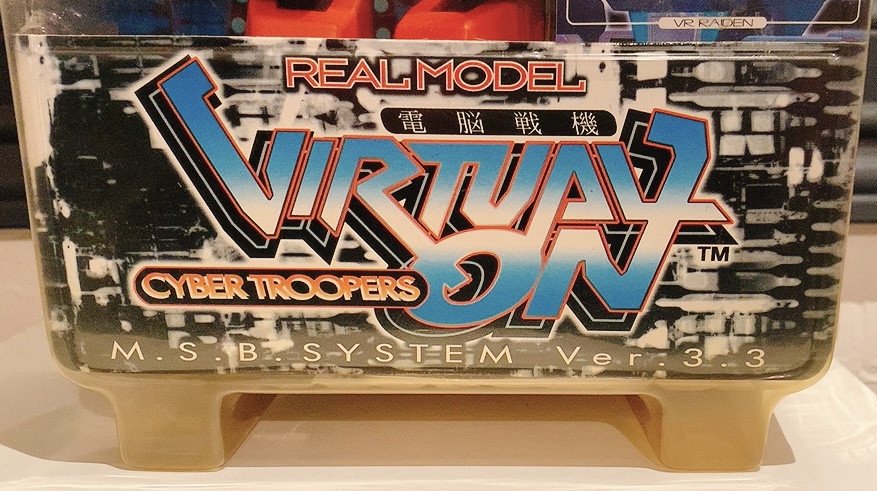 VR RAIDEN
REAL MODEL
電脳戦機
VIRTUAL
ON
TM
CYBER TROOPERS
M.S.B.SYSTEM Ver.3.3